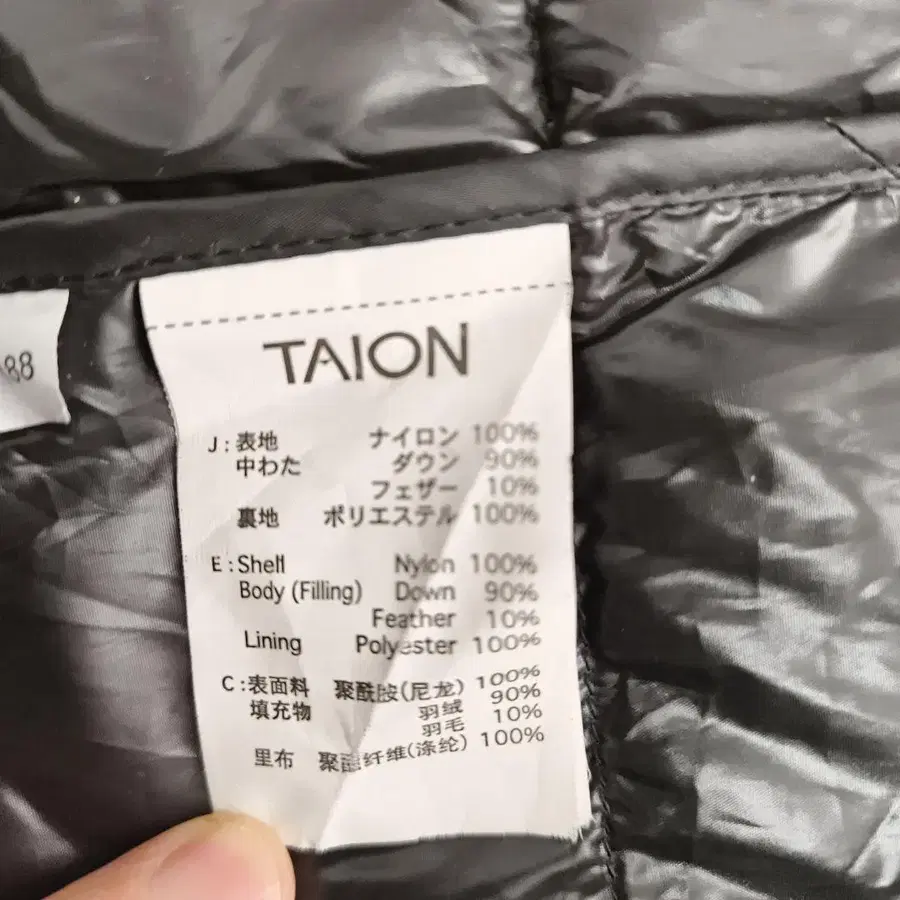 88
TAION
J:表地 ナイロン 100%
中わた ダウン 90%
フェザー 10%
裏地 ポリエステル 100%
E:Shell Nylon 100%
Body (Filling) Down 90%
Feather 10%
Lining Polyester 100%
C:表面料 聚酰胺(尼龙) 100%
填充物 羽绒 90%
羽毛 10%
里布 聚酯纤维(涤纶) 100%